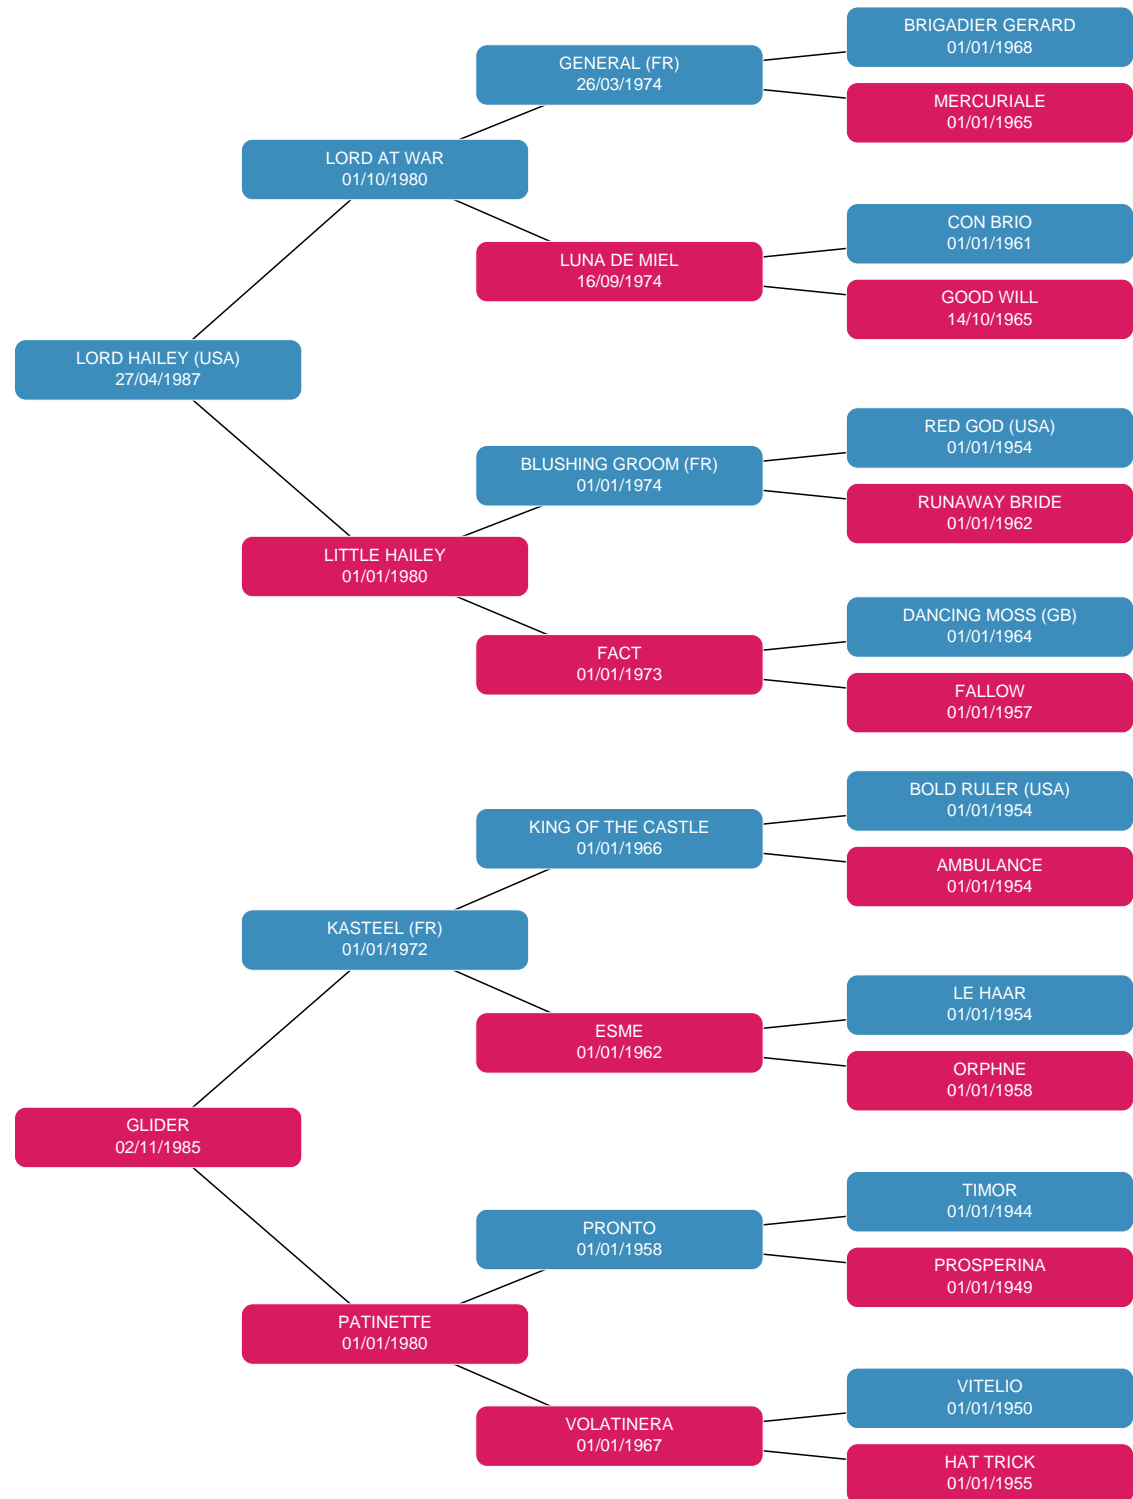 BRIGADIER GERARD
01/01/1968
GENERAL (FR)
26/03/1974
MERCURIALE
01/01/1965
LORD AT WAR
01/10/1980
CON BRIO
01/01/1961
LUNA DE MIEL
16/09/1974
GOOD WILL
14/10/1965
LORD HAILEY (USA)
27/04/1987
RED GOD (USA)
01/01/1954
BLUSHING GROOM (FR)
01/01/1974
RUNAWAY BRIDE
01/01/1962
LITTLE HAILEY
01/01/1980
DANCING MOSS (GB)
01/01/1964
FACT
01/01/1973
FALLOW
01/01/1957
BOLD RULER (USA)
01/01/1954
KING OF THE CASTLE
01/01/1966
AMBULANCE
01/01/1954
KASTEEL (FR)
01/01/1972
LE HAAR
01/01/1954
ESME
01/01/1962
ORPHNE
01/01/1958
GLIDER
02/11/1985
TIMOR
01/01/1944
PRONTO
01/01/1958
PROSPERINA
01/01/1949
PATINETTE
01/01/1980
VITELIO
01/01/1950
VOLATINERA
01/01/1967
HAT TRICK
01/01/1955